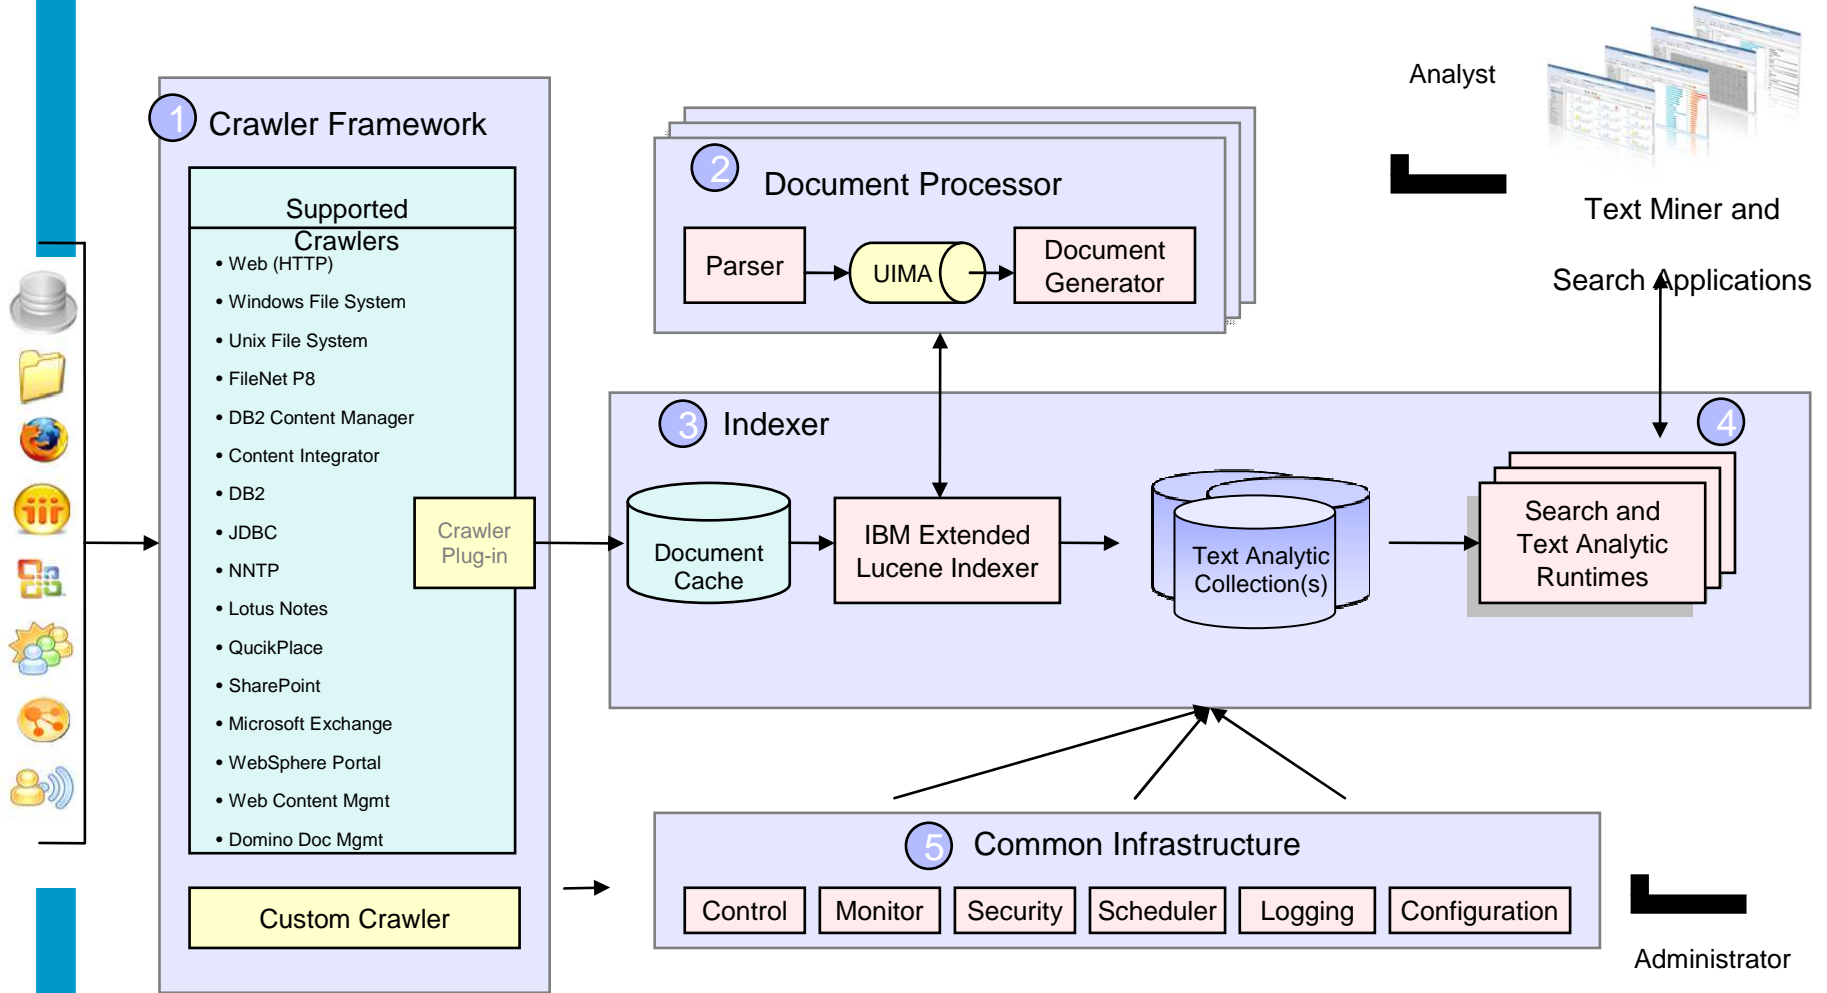 1
Crawler Framework
Supported
Crawlers
• Web (HTTP)
• Windows File System
• Unix File System
• FileNet P8
• DB2 Content Manager
• Content Integrator
• DB2
• JDBC
• NNTP
• Lotus Notes
• QucikPlace
• SharePoint
• Microsoft Exchange
• WebSphere Portal
• Web Content Mgmt
• Domino Doc Mgmt
Crawler
Plug-in
Custom Crawler
2
Document Processor
Parser
UIMA
Document
Generator
Analyst
Text Miner and
Search Applications
3
Indexer
4
Document
Cache
IBM Extended
Lucene Indexer
Text Analytic
Collection(s)
Search and
Text Analytic
Runtimes
5
Common Infrastructure
Control
Monitor
Security
Scheduler
Logging
Configuration
Administrator